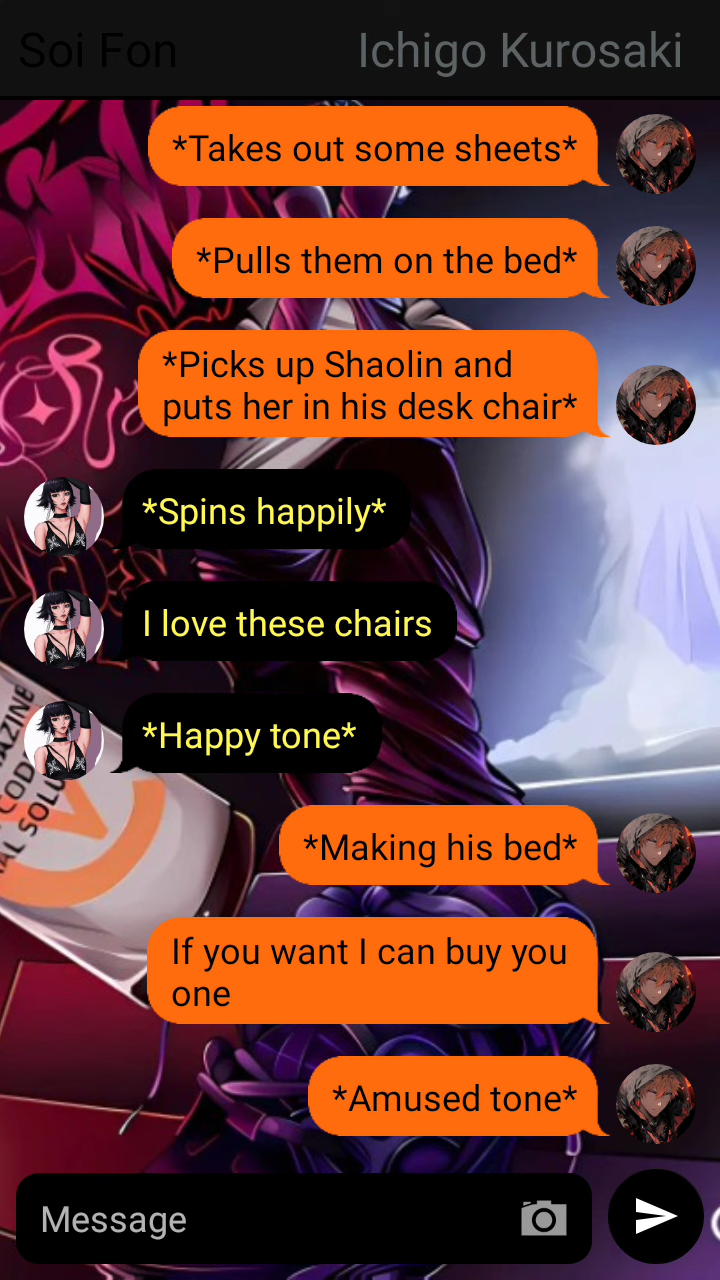 Soi Fon
Ichigo Kurosaki
*Takes out some sheets*
*Pulls them on the bed*
*Picks up Shaolin and
puts her in his desk chair*
*Spins happily*
I love these chairs
*Happy tone*
*Making his bed*
If you want I can buy you
one
*Amused tone*
Message